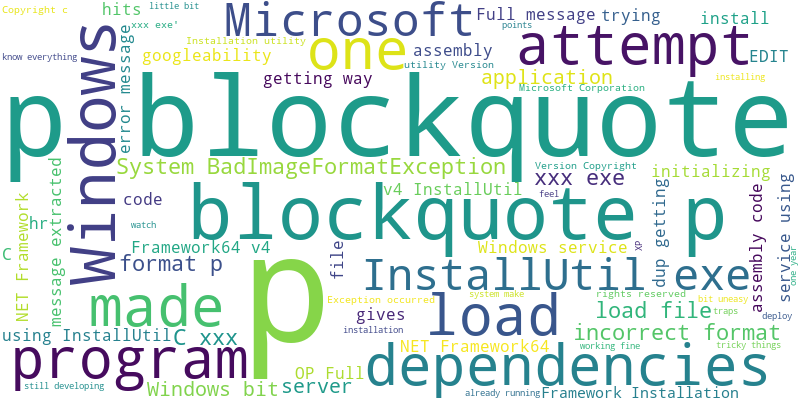 Copyright c
hits
little bit
xxx exe'
Microsoft
Full message
trying
install
points
know everything
Windows
error message
Installation utility
googleability
one
assembly
utility Version
attempt
EDIT
getting way
application
installing
p blockquote
Microsoft Corporation
System BadImageFormatException
Version Copyright
xxx exe
initializing
NET Framework
message extracted
code
blockquote p
v4 InstallUtil
feel
dup getting
assembly code
service using
hr
watch
C
Framework64 v4
Windows service
XP
one year
format p
p
file
InstallUtil exe
system make
rights reserved
bit uneasy
made
Exception occurred
gives
load
load file
traps
deploy
using InstallUtil
C xxx
installation
incorrect format
program
NET Framework64
working fine
tricky things
OP Full
dependencies
still developing
Windows bit
server
already running
Framework Installation